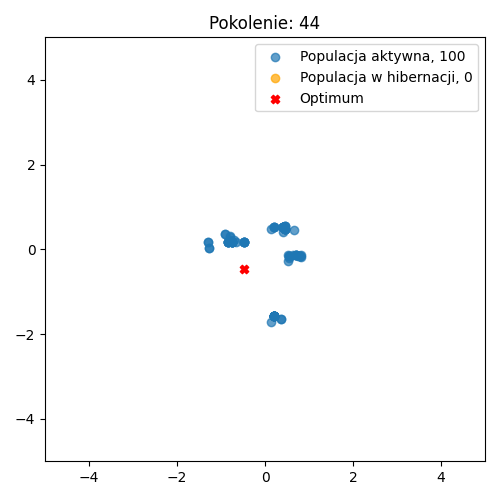 Pokolenie: 44
Populacja aktywna, 100
Populacja w hibernacji, 0
Optimum
4
2
0
−2
−4
−4 −2 0 2 4